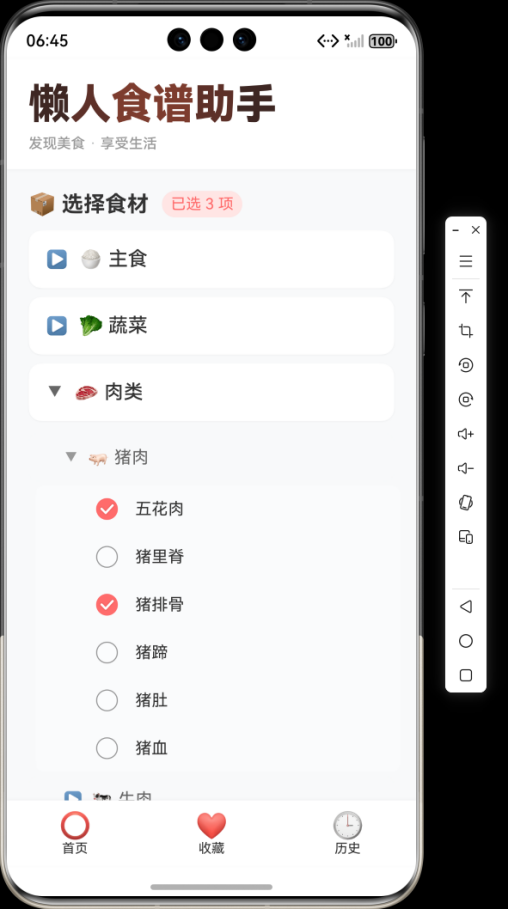 06:45
100
懒人食谱助手
发现美食 · 享受生活
选择食材 已选 3 项
主食
蔬菜
肉类
猪肉
五花肉
猪里脊
猪排骨
猪蹄
猪肚
猪血
牛肉
首页 收藏 历史